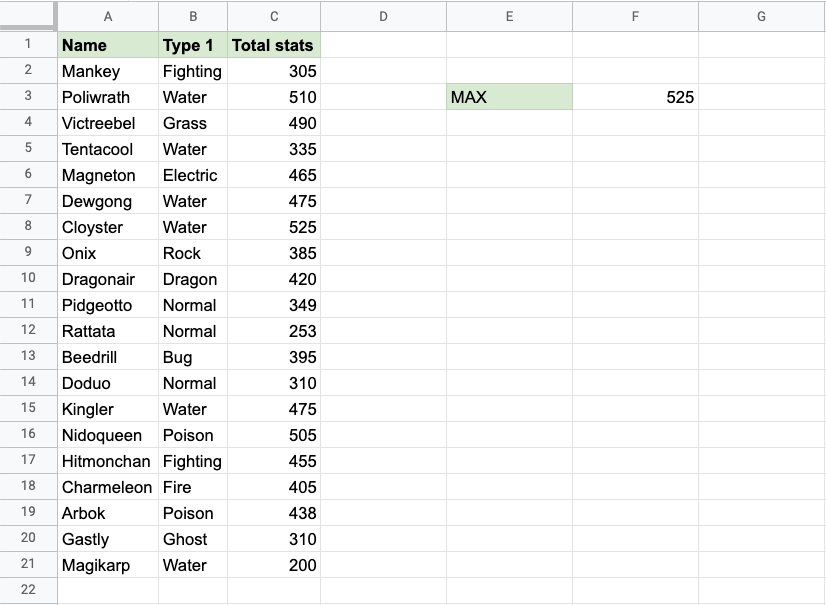 A B C D E F G
1 Name Type 1 Total stats
2 Mankey Fighting 305
3 Poliwrath Water 510 MAX 525
4 Victreebel Grass 490
5 Tentacool Water 335
6 Magneton Electric 465
7 Dewgong Water 475
8 Cloyster Water 525
9 Onix Rock 385
10 Dragonair Dragon 420
11 Pidgeotto Normal 349
12 Rattata Normal 253
13 Beedrill Bug 395
14 Doduo Normal 310
15 Kingler Water 475
16 Nidoqueen Poison 505
17 Hitmonchan Fighting 455
18 Charmeleon Fire 405
19 Arbok Poison 438
20 Gastly Ghost 310
21 Magikarp Water 200
22